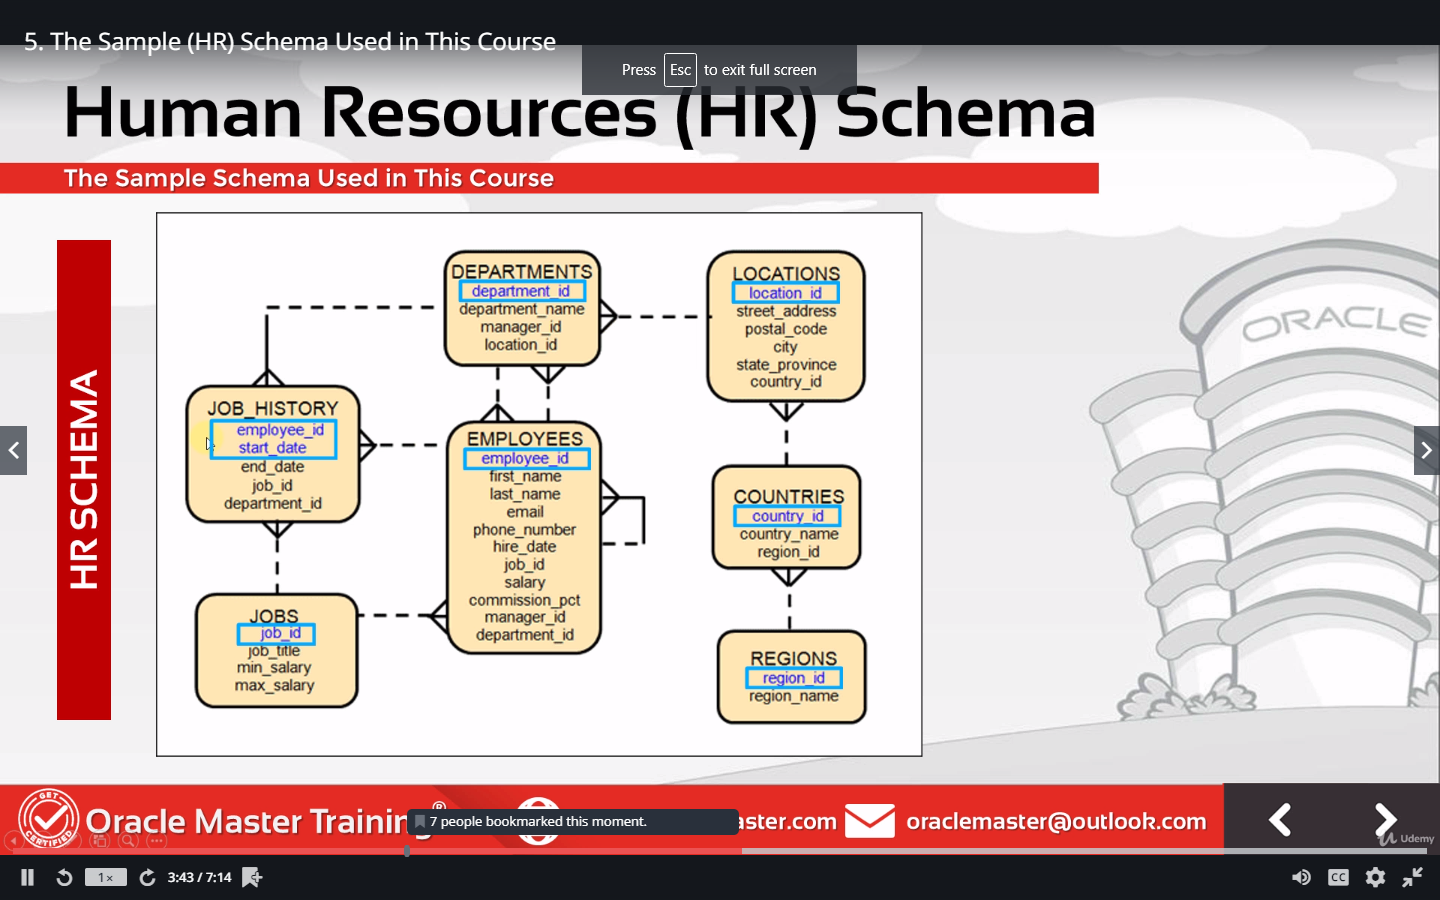 5. The Sample (HR) Schema Used in This Course
Press Esc to exit full screen
Human Resources (HR) Schema
The Sample Schema Used in This Course
HR SCHEMA
DEPARTMENTS
department_id
department_name
manager_id
location_id
LOCATIONS
location_id
street_address
postal_code
city
state_province
country_id
JOB_HISTORY
employee_id
start_date
end_date
job_id
department_id
EMPLOYEES
employee_id
first_name
last_name
email
phone_number
hire_date
job_id
salary
commission_pct
manager_id
department_id
COUNTRIES
country_id
country_name
region_id
JOBS
job_id
job_title
min_salary
max_salary
REGIONS
region_id
region_name
ORACLE
GET
CERTIFIED
Oracle Master Training®
7 people bookmarked this moment.
aster.com
oraclemaster@outlook.com
Udemy
1x
3:43 / 7:14
CC